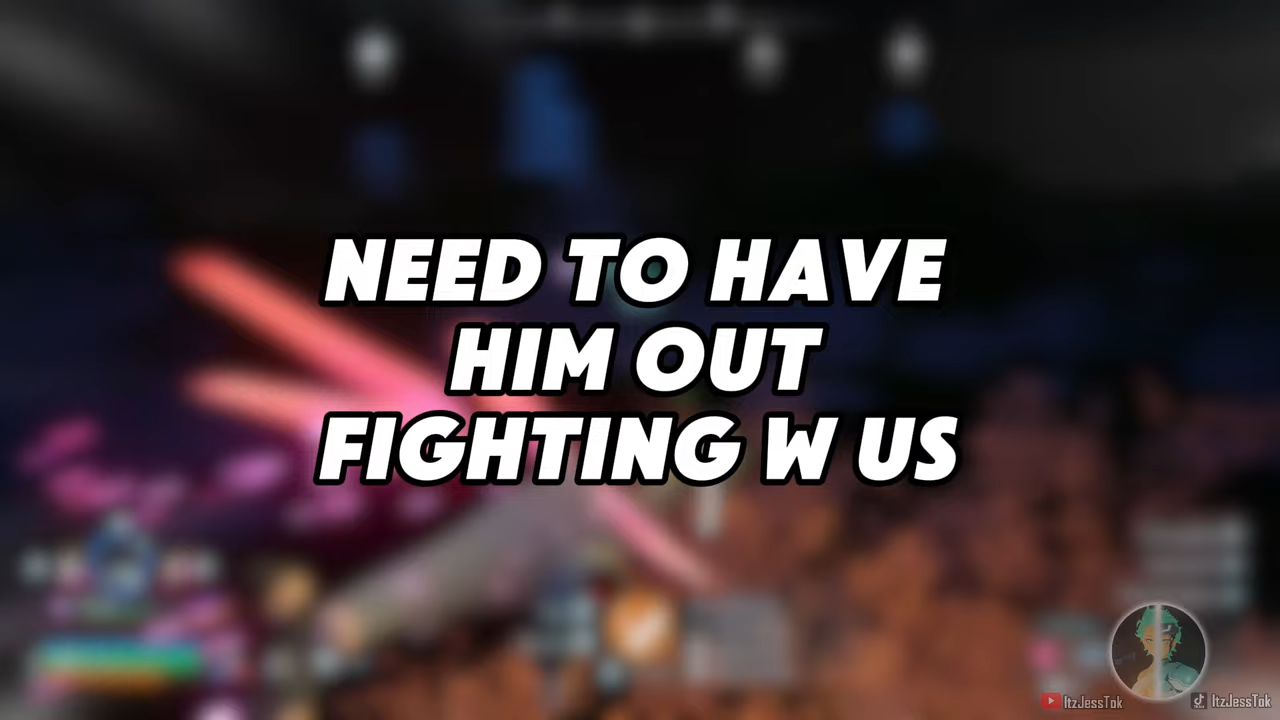 NEED TO HAVE
HIM OUT
FIGHTING W US
ItzJessTok
ItzJessTok